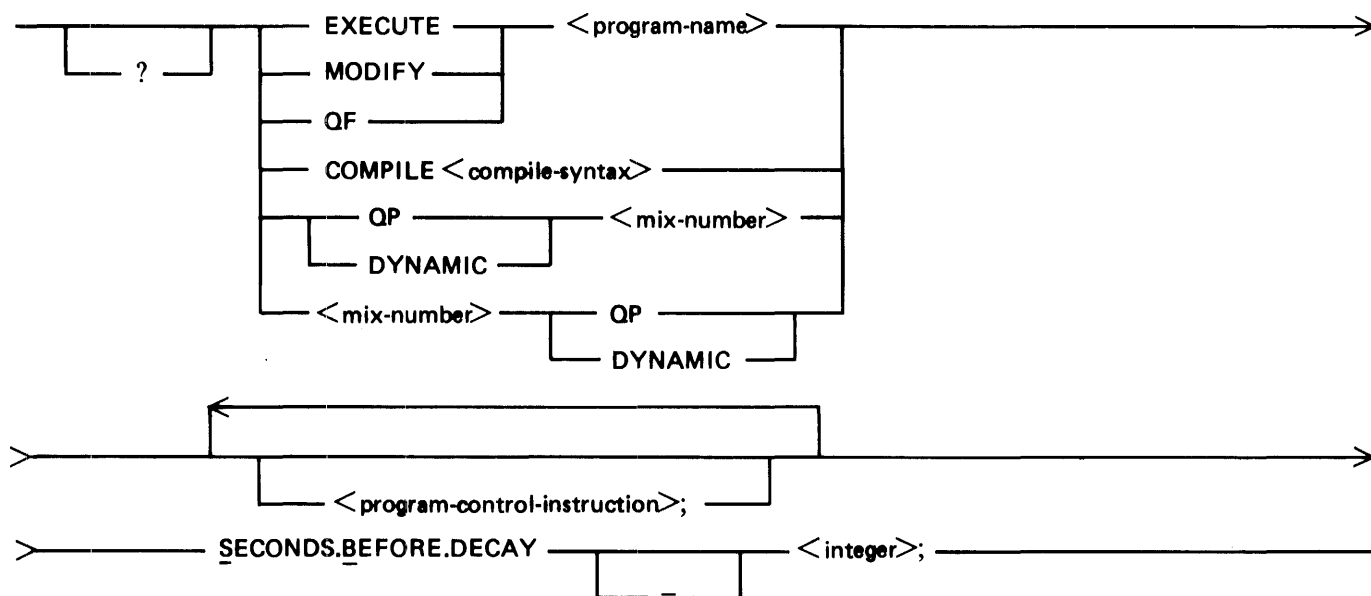 EXECUTE <program-name>
?
MODIFY
QF
COMPILE <compile-syntax>
QP <mix-number>
DYNAMIC
<mix-number> QP
DYNAMIC
<program-control-instruction>;
SECONDS.BEFORE.DECAY <integer>;
=